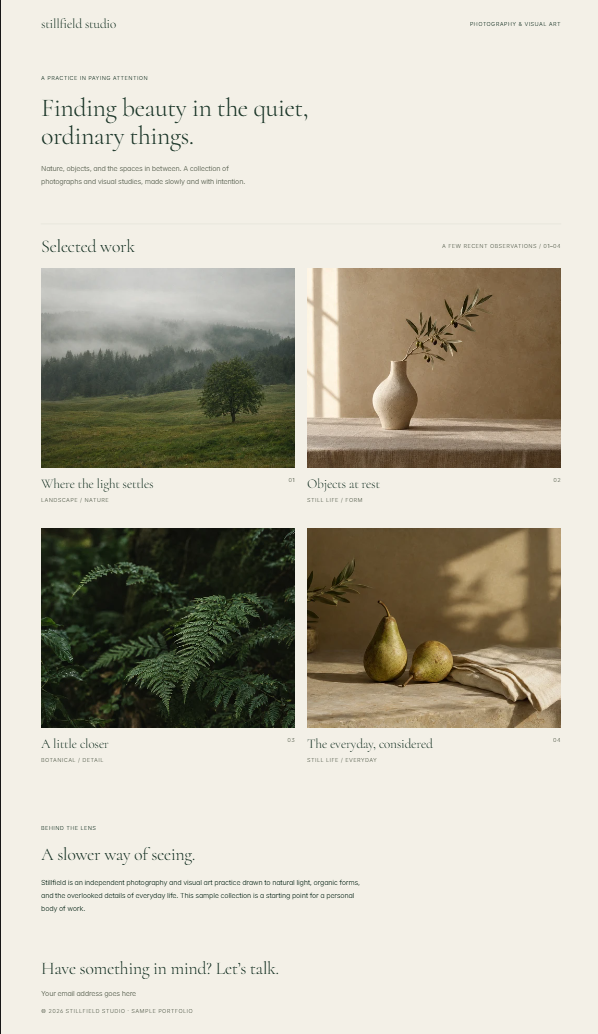 stillfield studio
PHOTOGRAPHY & VISUAL ART
A PRACTICE IN PAYING ATTENTION
Finding beauty in the quiet,
ordinary things.
Nature, objects, and the spaces in between. A collection of
photographs and visual studies, made slowly and with intention.
Selected work
A FEW RECENT OBSERVATIONS / 01–04
Where the light settles
01
LANDSCAPE / NATURE
Objects at rest
02
STILL LIFE / FORM
A little closer
03
BOTANICAL / DETAIL
The everyday, considered
04
STILL LIFE / EVERYDAY
BEHIND THE LENS
A slower way of seeing.
Stillfield is an independent photography and visual art practice drawn to natural light, organic forms,
and the overlooked details of everyday life. This sample collection is a starting point for a personal
body of work.
Have something in mind? Let’s talk.
Your email address goes here
© 2026 STILLFIELD STUDIO · SAMPLE PORTFOLIO